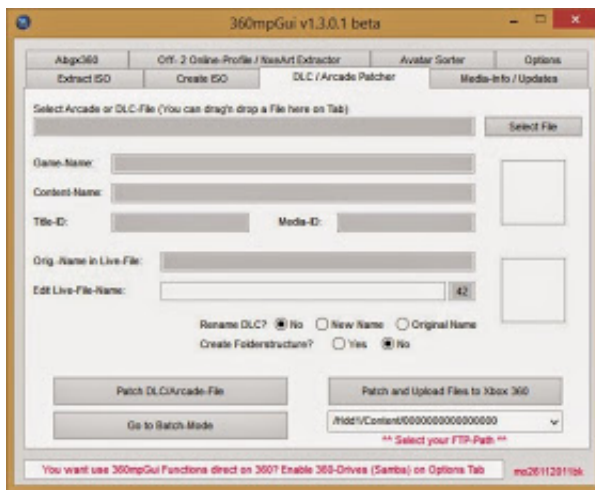 360mpGui v1.3.0.1 beta
Abgx360 Off- 2 Online-Profile / NxeArt Extractor Avatar Sorter Options
Extract ISO Create ISO DLC / Arcade Patcher Media-Info / Updates
Select Arcade or DLC-File (You can drag'n drop a File here on Tab)
Select File
Game-Name:
Content-Name:
Title-ID: Media-ID:
Orig.-Name in Live-File:
Edit Live-File-Name: 42
Rename DLC? No New Name Original Name
Create Folderstructure? Yes No
Patch DLC/Arcade-File Patch and Upload Files to Xbox 360
Go to Batch-Mode /Hdd1/Content/0000000000000000
^^ Select your FTP-Path ^^
You want use 360mpGui Functions direct on 360? Enable 360-Drives (Samba) on Options Tab mo26112011bk